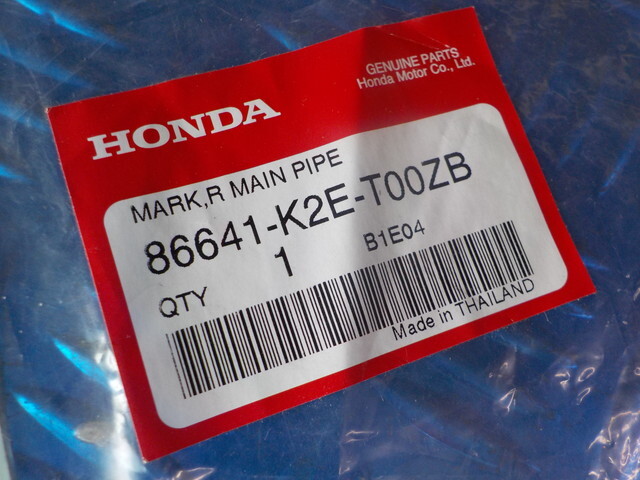 HONDA
GENUINE PARTS
Honda Motor Co., Ltd.
MARK,R MAIN PIPE
86641-K2E-T00ZB
QTY 1 B1E04
Made in THAILAND